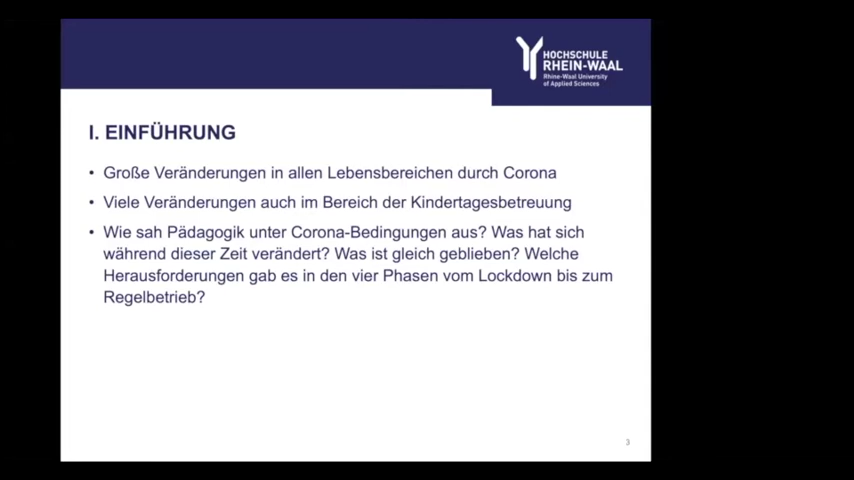 HOCHSCHULE
RHEIN-WAAL
Rhine-Waal University
of Applied Sciences
I. EINFÜHRUNG
• Große Veränderungen in allen Lebensbereichen durch Corona
• Viele Veränderungen auch im Bereich der Kindertagesbetreuung
• Wie sah Pädagogik unter Corona-Bedingungen aus? Was hat sich
während dieser Zeit verändert? Was ist gleich geblieben? Welche
Herausforderungen gab es in den vier Phasen vom Lockdown bis zum
Regelbetrieb?
3